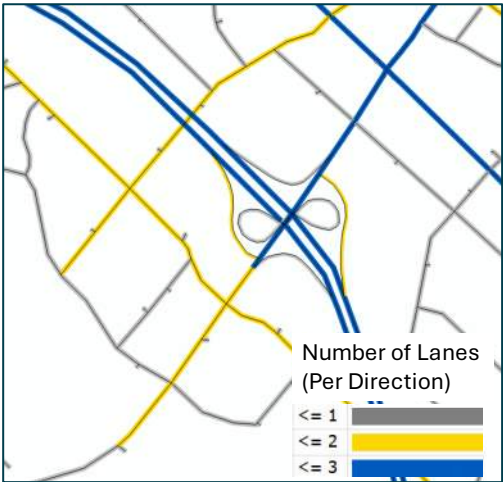 Number of Lanes
(Per Direction)
<= 1
<= 2
<= 3